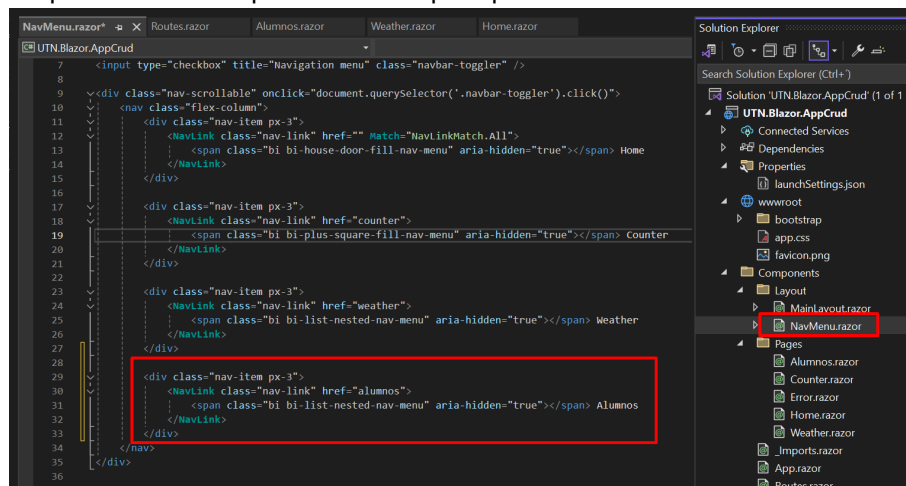 NavMenu.razor*
Routes.razor
Alumnos.razor
Weather.razor
Home.razor
UTN.Blazor.AppCrud
7 <input type="checkbox" title="Navigation menu" class="navbar-toggler" />
8
9 <div class="nav-scrollable" onclick="document.querySelector('.navbar-toggler').click()">
10 <nav class="flex-column">
11 <div class="nav-item px-3">
12 <NavLink class="nav-link" href="" Match="NavLinkMatch.All">
13 <span class="bi bi-house-door-fill-nav-menu" aria-hidden="true"></span> Home
14 </NavLink>
15 </div>
16
17 <div class="nav-item px-3">
18 <NavLink class="nav-link" href="counter">
19 <span class="bi bi-plus-square-fill-nav-menu" aria-hidden="true"></span> Counter
20 </NavLink>
21 </div>
22
23 <div class="nav-item px-3">
24 <NavLink class="nav-link" href="weather">
25 <span class="bi bi-list-nested-nav-menu" aria-hidden="true"></span> Weather
26 </NavLink>
27 </div>
28
29 <div class="nav-item px-3">
30 <NavLink class="nav-link" href="alumnos">
31 <span class="bi bi-list-nested-nav-menu" aria-hidden="true"></span> Alumnos
32 </NavLink>
33 </div>
34 </nav>
35 </div>
36
Solution Explorer
Search Solution Explorer (Ctrl+´)
Solution 'UTN.Blazor.AppCrud' (1 of 1
UTN.Blazor.AppCrud
Connected Services
Dependencies
Properties
launchSettings.json
wwwroot
bootstrap
app.css
favicon.png
Components
Layout
MainLayout.razor
NavMenu.razor
Pages
Alumnos.razor
Counter.razor
Error.razor
Home.razor
Weather.razor
_Imports.razor
App.razor
Routes.razor